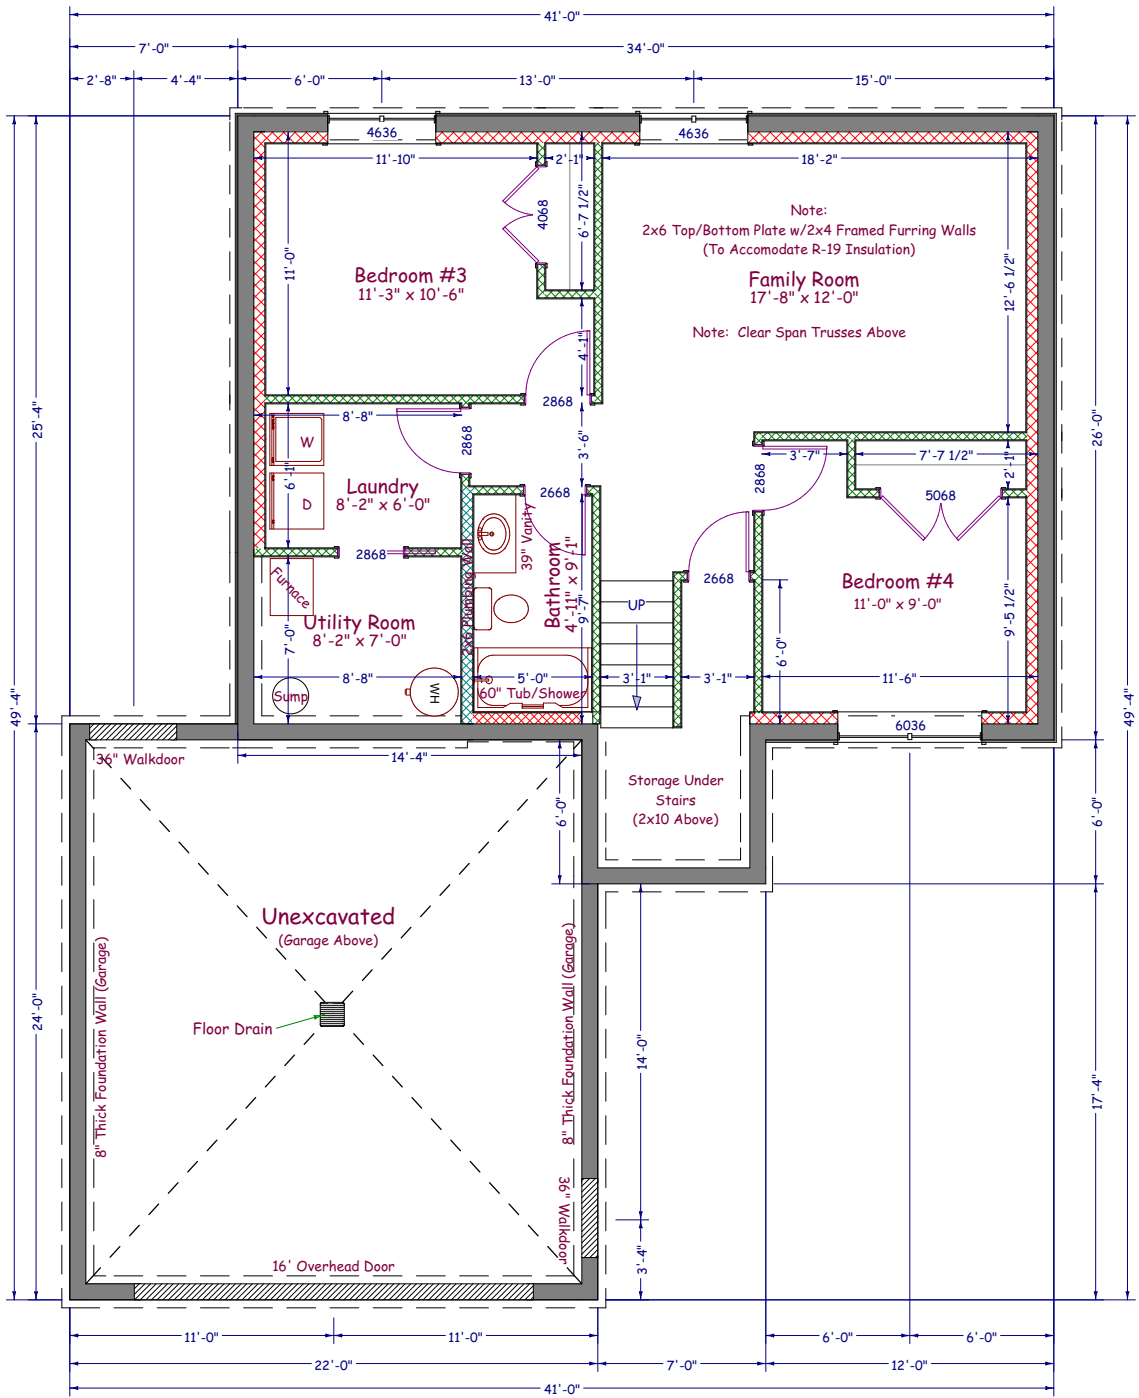 41'-0"
7'-0"
34'-0"
2'-8"
4'-4"
6'-0"
13'-0"
15'-0"
4636
4636
11'-10"
2'-1"
18'-2"
4068
6'-7 1/2"
11'-0"
Note:
2x6 Top/Bottom Plate w/2x4 Framed Furring Walls
(To Accomodate R-19 Insulation)
Family Room
17'-8" x 12'-0"
Note: Clear Span Trusses Above
12'-6 1/2"
Bedroom #3
11'-3" x 10'-6"
4'-1"
2868
25'-4"
26'-0"
8'-8"
2868
3'-6"
W
D
6'-1"
Laundry
8'-2" x 6'-0"
2868
3'-7"
7'-7 1/2"
2'-1"
2868
5068
2668
39" Vanity
2x6 Plumbing Wall
Bathroom
4'-11" x 9'-1"
9'-7"
2668
Bedroom #4
11'-0" x 9'-0"
9'-5 1/2"
Furnace
Utility Room
8'-2" x 7'-0"
7'-0"
UP
6'-0"
8'-8"
Sump
WH
5'-0"
60" Tub/Shower
3'-1"
3'-1"
11'-6"
6036
49'-4"
49'-4"
36" Walkdoor
14'-4"
6'-0"
Storage Under
Stairs
(2x10 Above)
6'-0"
Unexcavated
(Garage Above)
8" Thick Foundation Wall (Garage)
8" Thick Foundation Wall (Garage)
24'-0"
Floor Drain
14'-0"
17'-4"
36" Walkdoor
3'-4"
16' Overhead Door
11'-0"
11'-0"
6'-0"
6'-0"
22'-0"
7'-0"
12'-0"
41'-0"